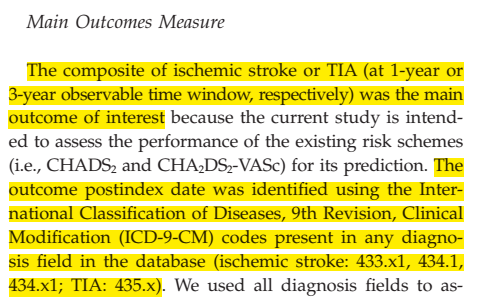 Main Outcomes Measure
The composite of ischemic stroke or TIA (at 1-year or
3-year observable time window, respectively) was the main
outcome of interest because the current study is intend-
ed to assess the performance of the existing risk schemes
(i.e., CHADS₂ and CHA₂DS₂-VASc) for its prediction. The
outcome postindex date was identified using the Inter-
national Classification of Diseases, 9th Revision, Clinical
Modification (ICD-9-CM) codes present in any diagno-
sis field in the database (ischemic stroke: 433.x1, 434.1,
434.x1; TIA: 435.x). We used all diagnosis fields to as-